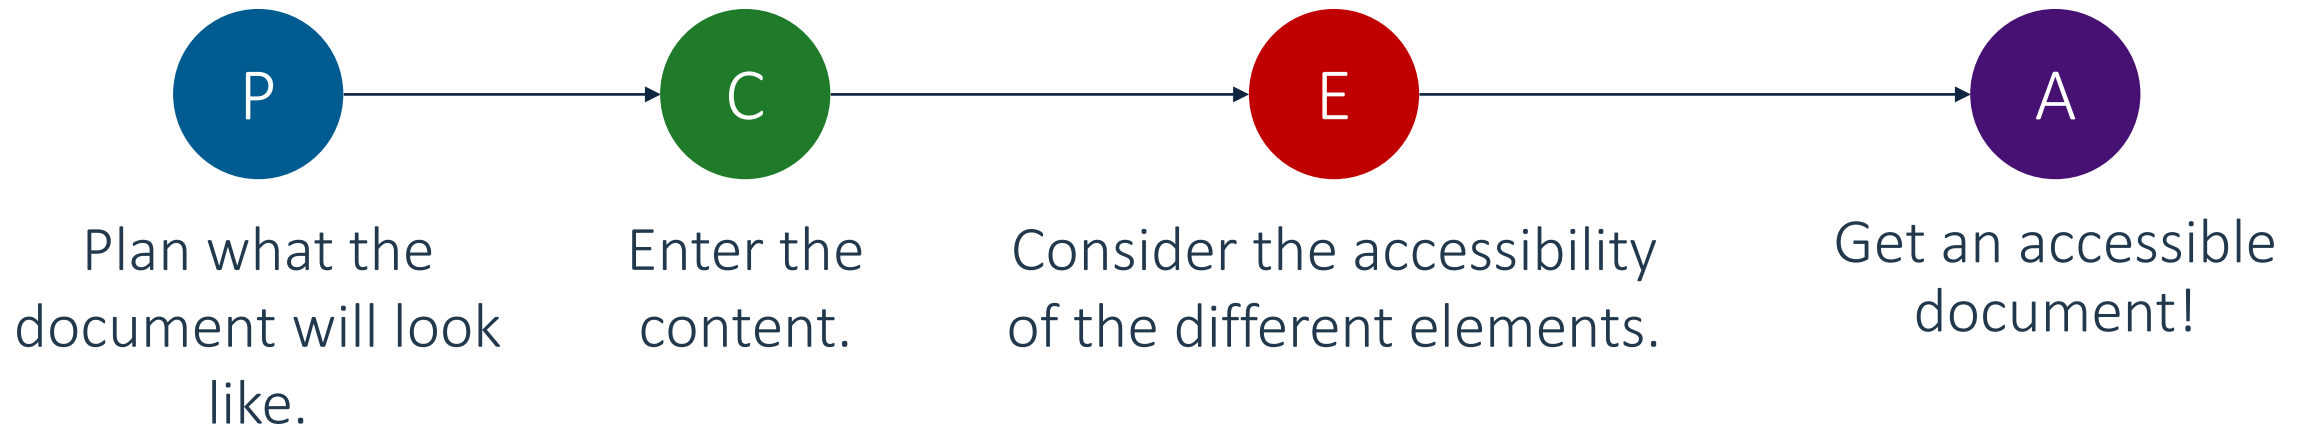 P
Plan what the
document will look
like.
C
Enter the
content.
E
Consider the accessibility
of the different elements.
A
Get an accessible
document!